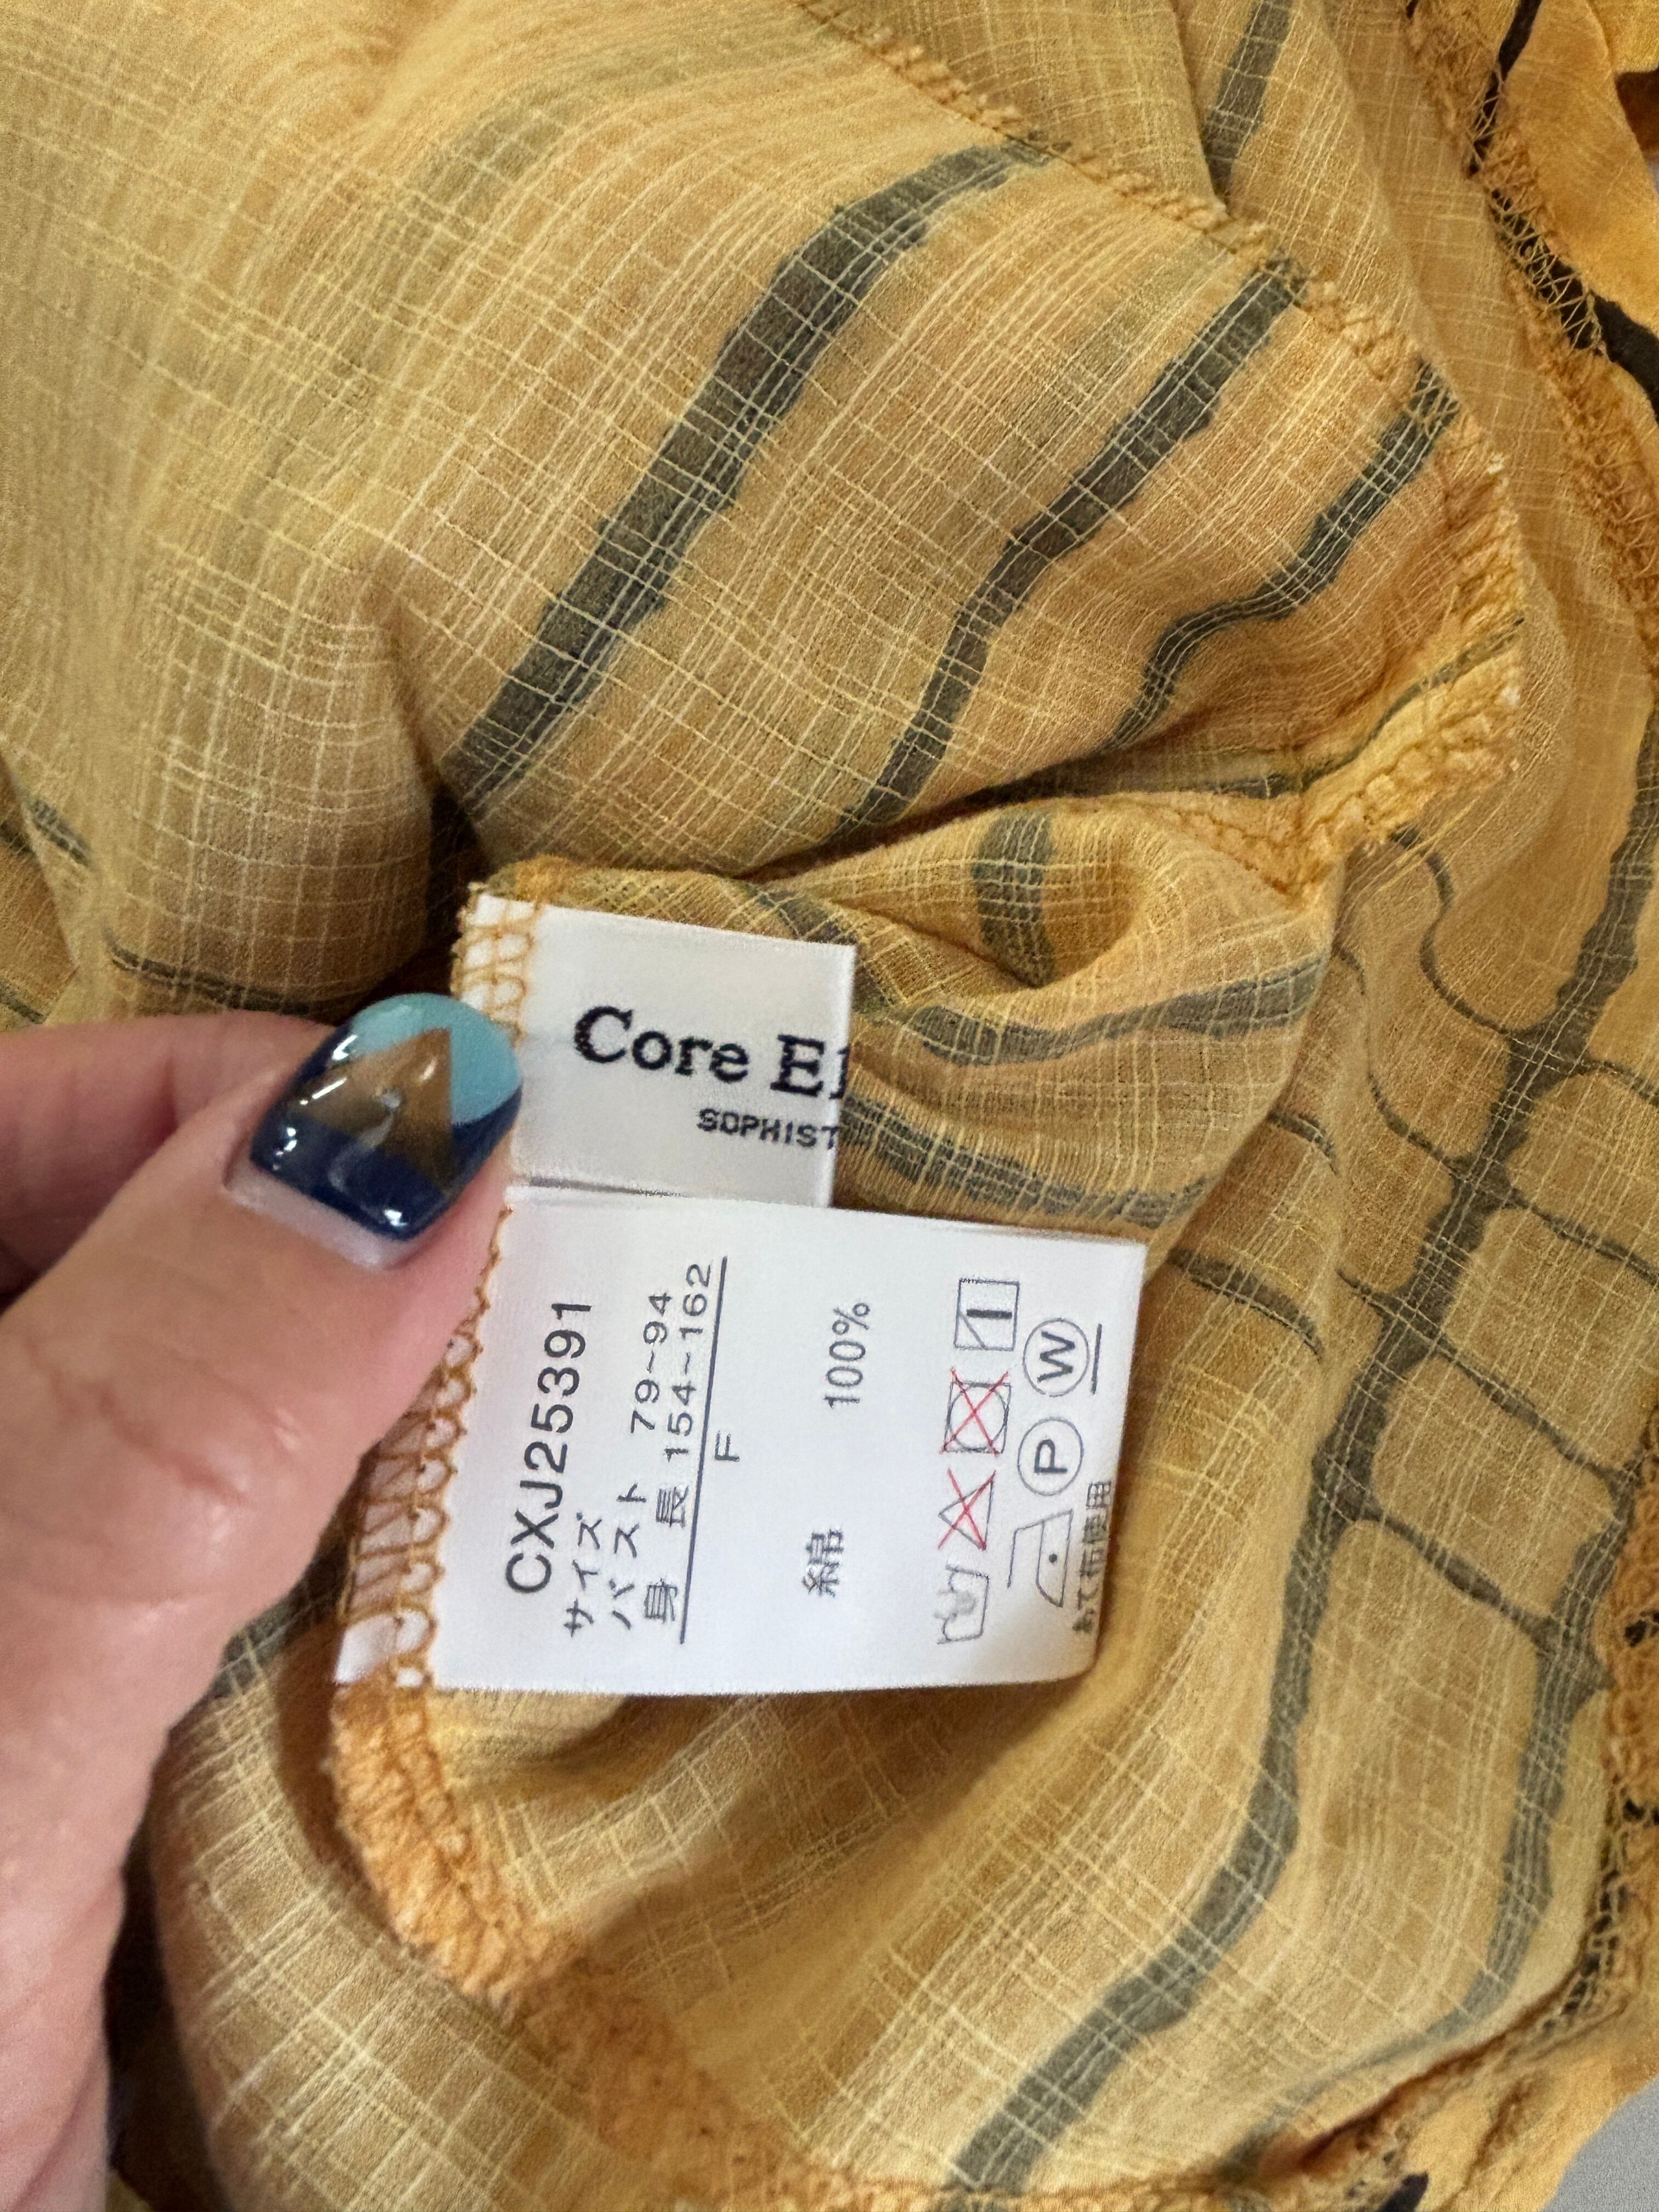 Core E
SOPHIST
CXJ25391
サイズ
バスト 79~94
身 長 154~162
F
綿 100%
P W
あて布使用